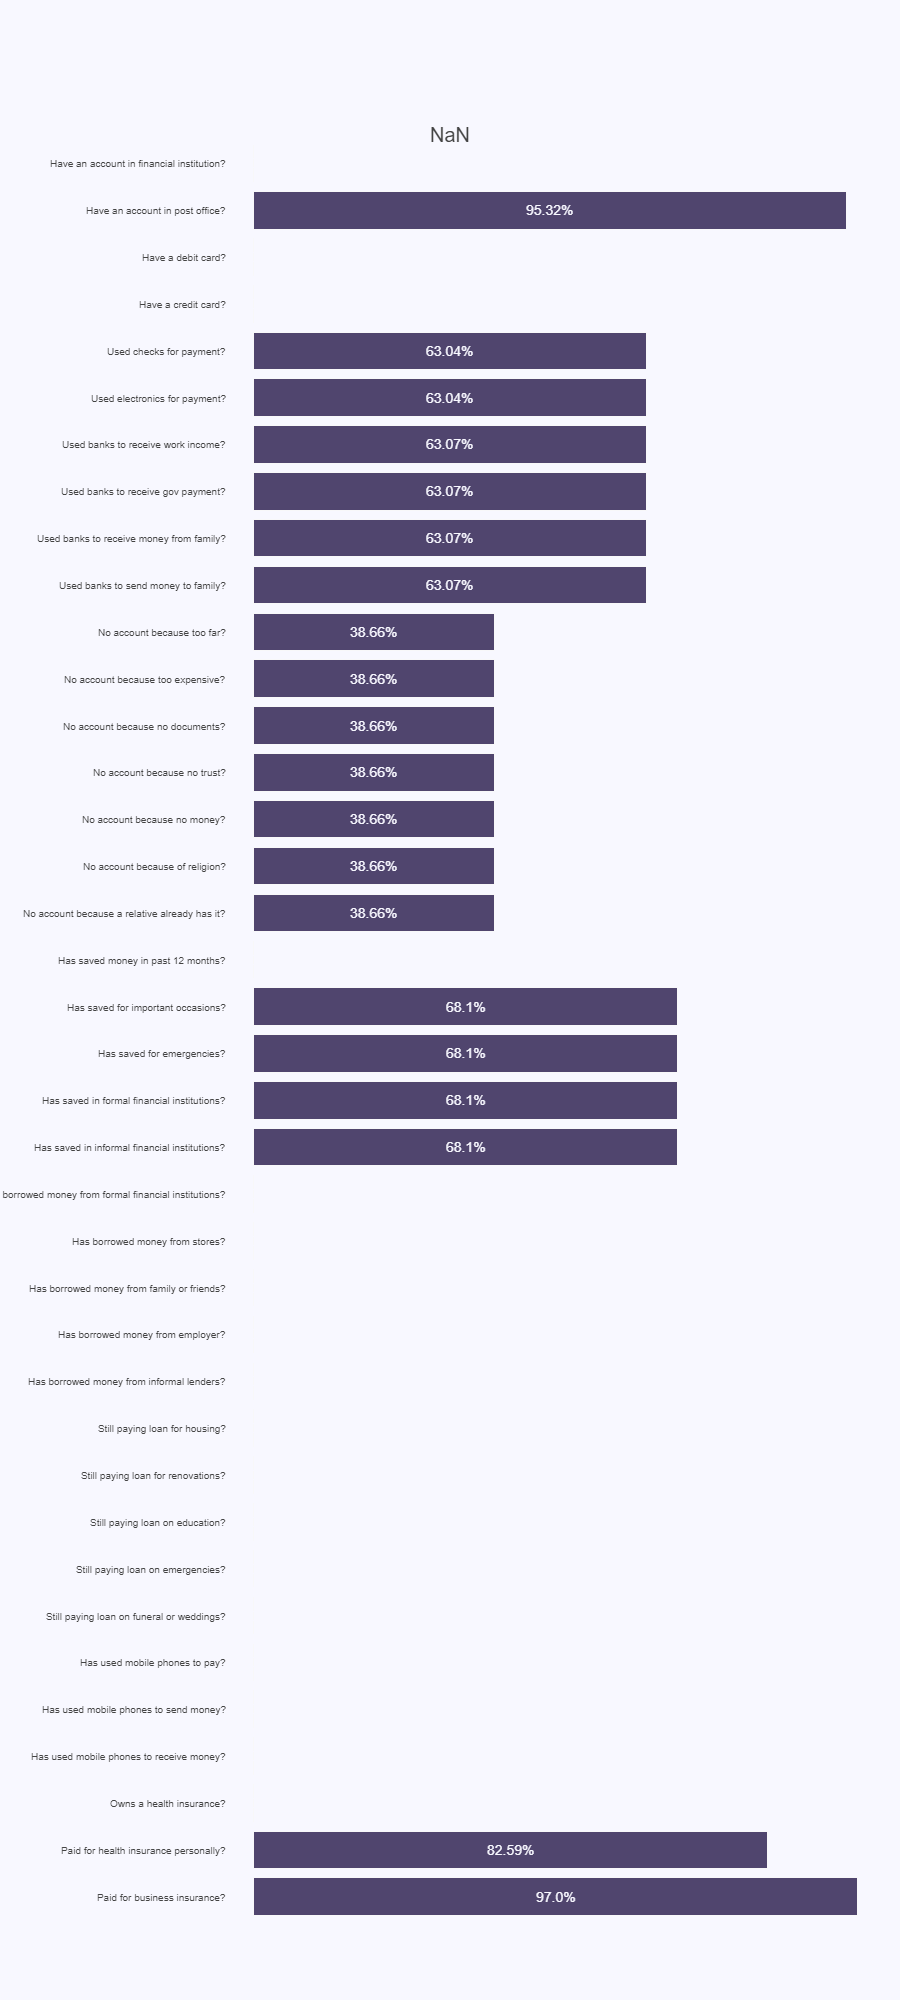 NaN
Have an account in financial institution?
Have an account in post office? 95.32%
Have a debit card?
Have a credit card?
Used checks for payment? 63.04%
Used electronics for payment? 63.04%
Used banks to receive work income? 63.07%
Used banks to receive gov payment? 63.07%
Used banks to receive money from family? 63.07%
Used banks to send money to family? 63.07%
No account because too far? 38.66%
No account because too expensive? 38.66%
No account because no documents? 38.66%
No account because no trust? 38.66%
No account because no money? 38.66%
No account because of religion? 38.66%
No account because a relative already has it? 38.66%
Has saved money in past 12 months?
Has saved for important occasions? 68.1%
Has saved for emergencies? 68.1%
Has saved in formal financial institutions? 68.1%
Has saved in informal financial institutions? 68.1%
borrowed money from formal financial institutions?
Has borrowed money from stores?
Has borrowed money from family or friends?
Has borrowed money from employer?
Has borrowed money from informal lenders?
Still paying loan for housing?
Still paying loan for renovations?
Still paying loan on education?
Still paying loan on emergencies?
Still paying loan on funeral or weddings?
Has used mobile phones to pay?
Has used mobile phones to send money?
Has used mobile phones to receive money?
Owns a health insurance?
Paid for health insurance personally? 82.59%
Paid for business insurance? 97.0%